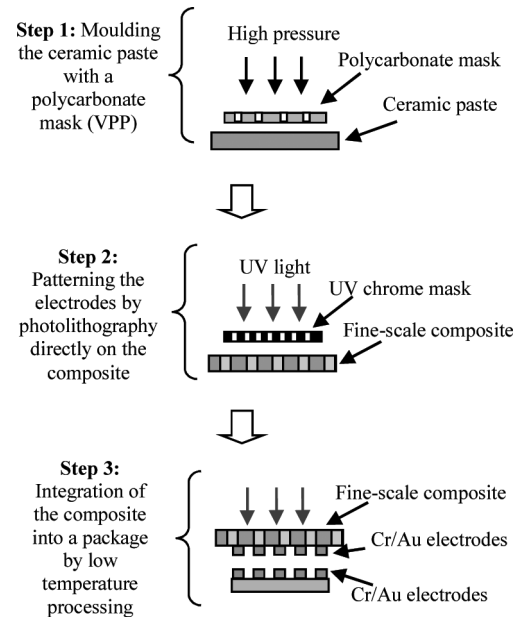 Step 1: Moulding
the ceramic paste
with a
polycarbonate
mask (VPP)
High pressure
Polycarbonate mask
Ceramic paste
Step 2:
Patterning the
electrodes by
photolithography
directly on the
composite
UV light
UV chrome mask
Fine-scale composite
Step 3:
Integration of
the composite
into a package
by low
temperature
processing
Fine-scale composite
Cr/Au electrodes
Cr/Au electrodes